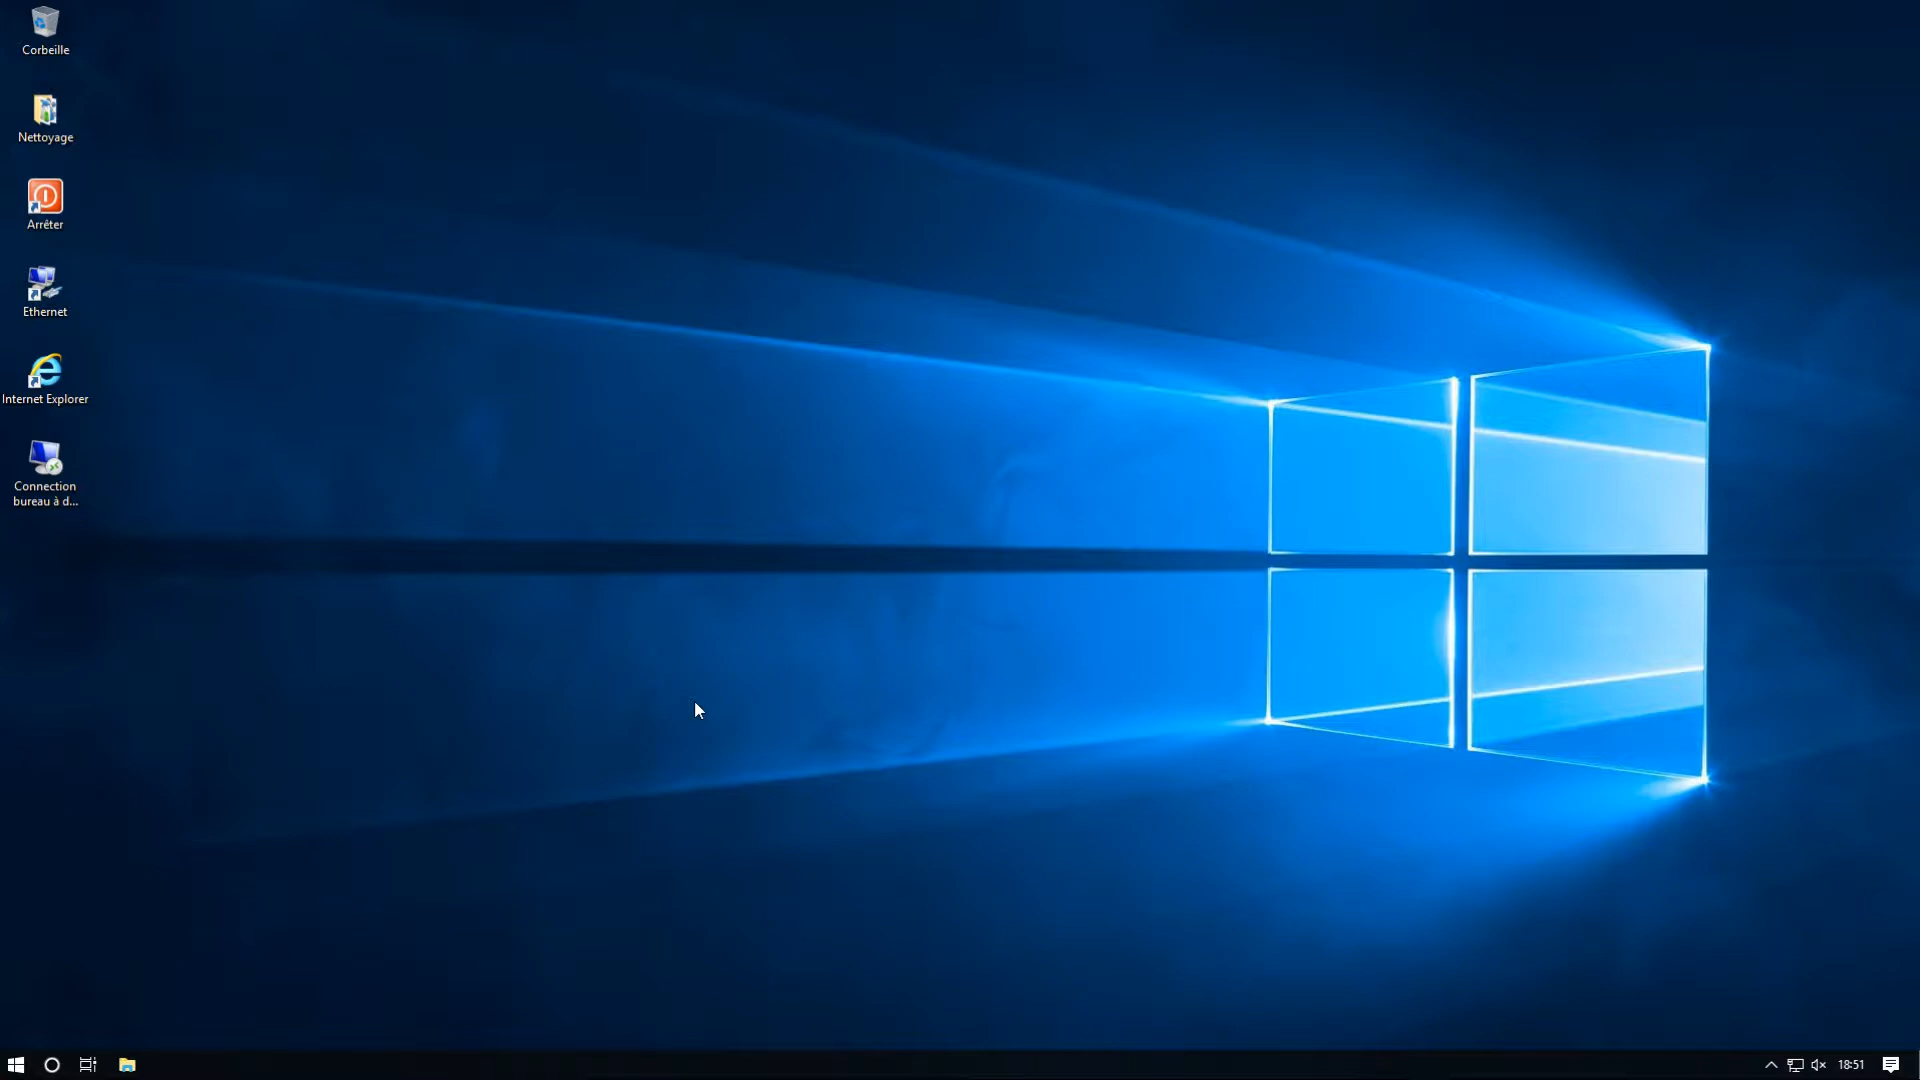 Corbeille
Nettoyage
Arrêter
Ethernet
Internet Explorer
Connection
bureau à d...
18:51